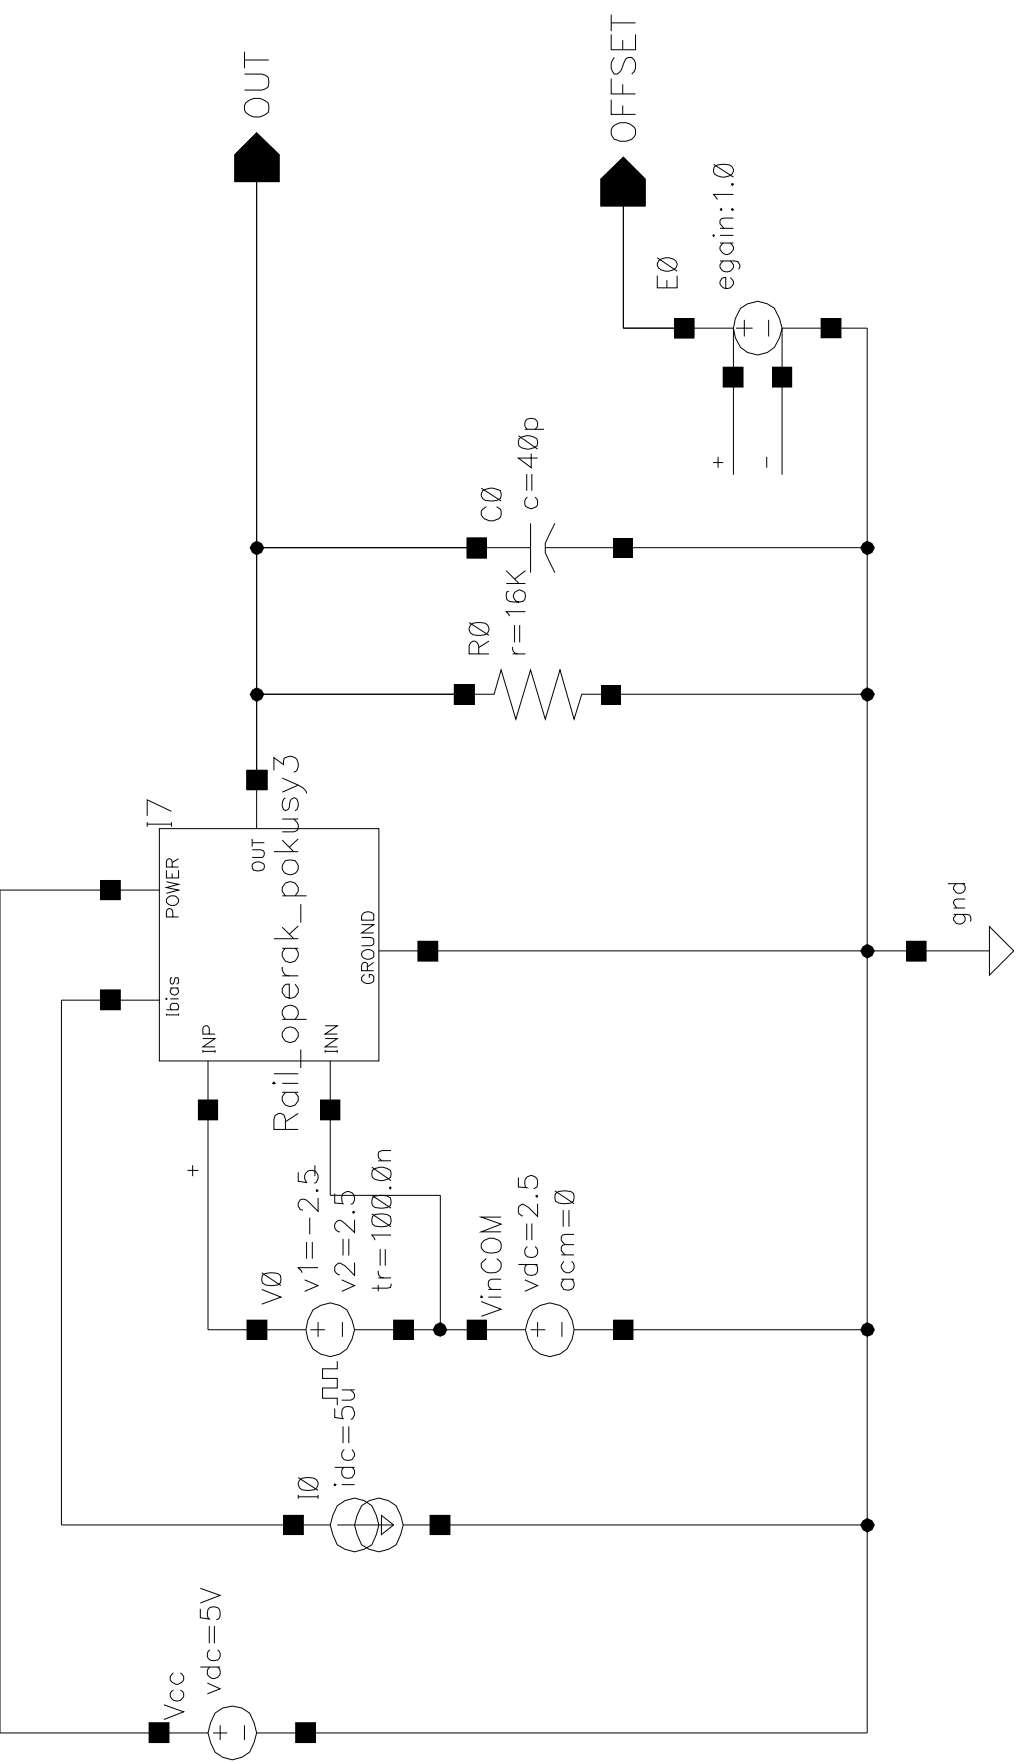 OUT
OFFSET
E0
egain:1.0
+
-
+
-
C0
c=40p
R0
r=16K
I7
POWER
OUT
Ibias
GROUND
INP
INN
Rail_operak_pokusy3
gnd
+
V0
v1=-2.5
v2=2.5
tr=100.0n
+
-
VinCOM
vdc=2.5
acm=0
+
-
I0
idc=5u
Vcc
vdc=5V
+
-